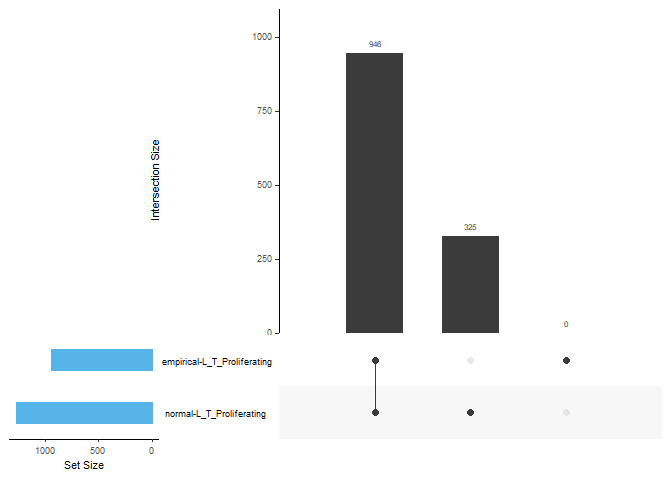 1000
946
750
Intersection Size
500
325
250
0
0
empirical-L_T_Proliferating
normal-L_T_Proliferating
1000 500 0
Set Size